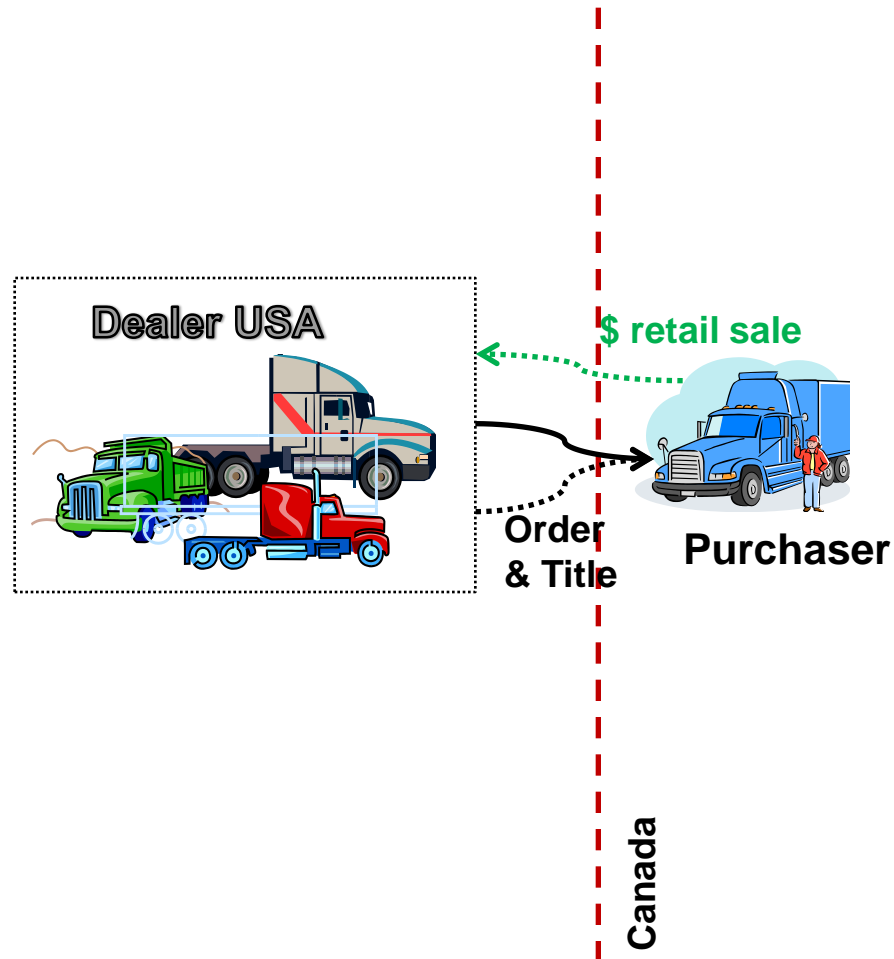 Dealer USA
$ retail sale
Order
& Title
Purchaser
Canada